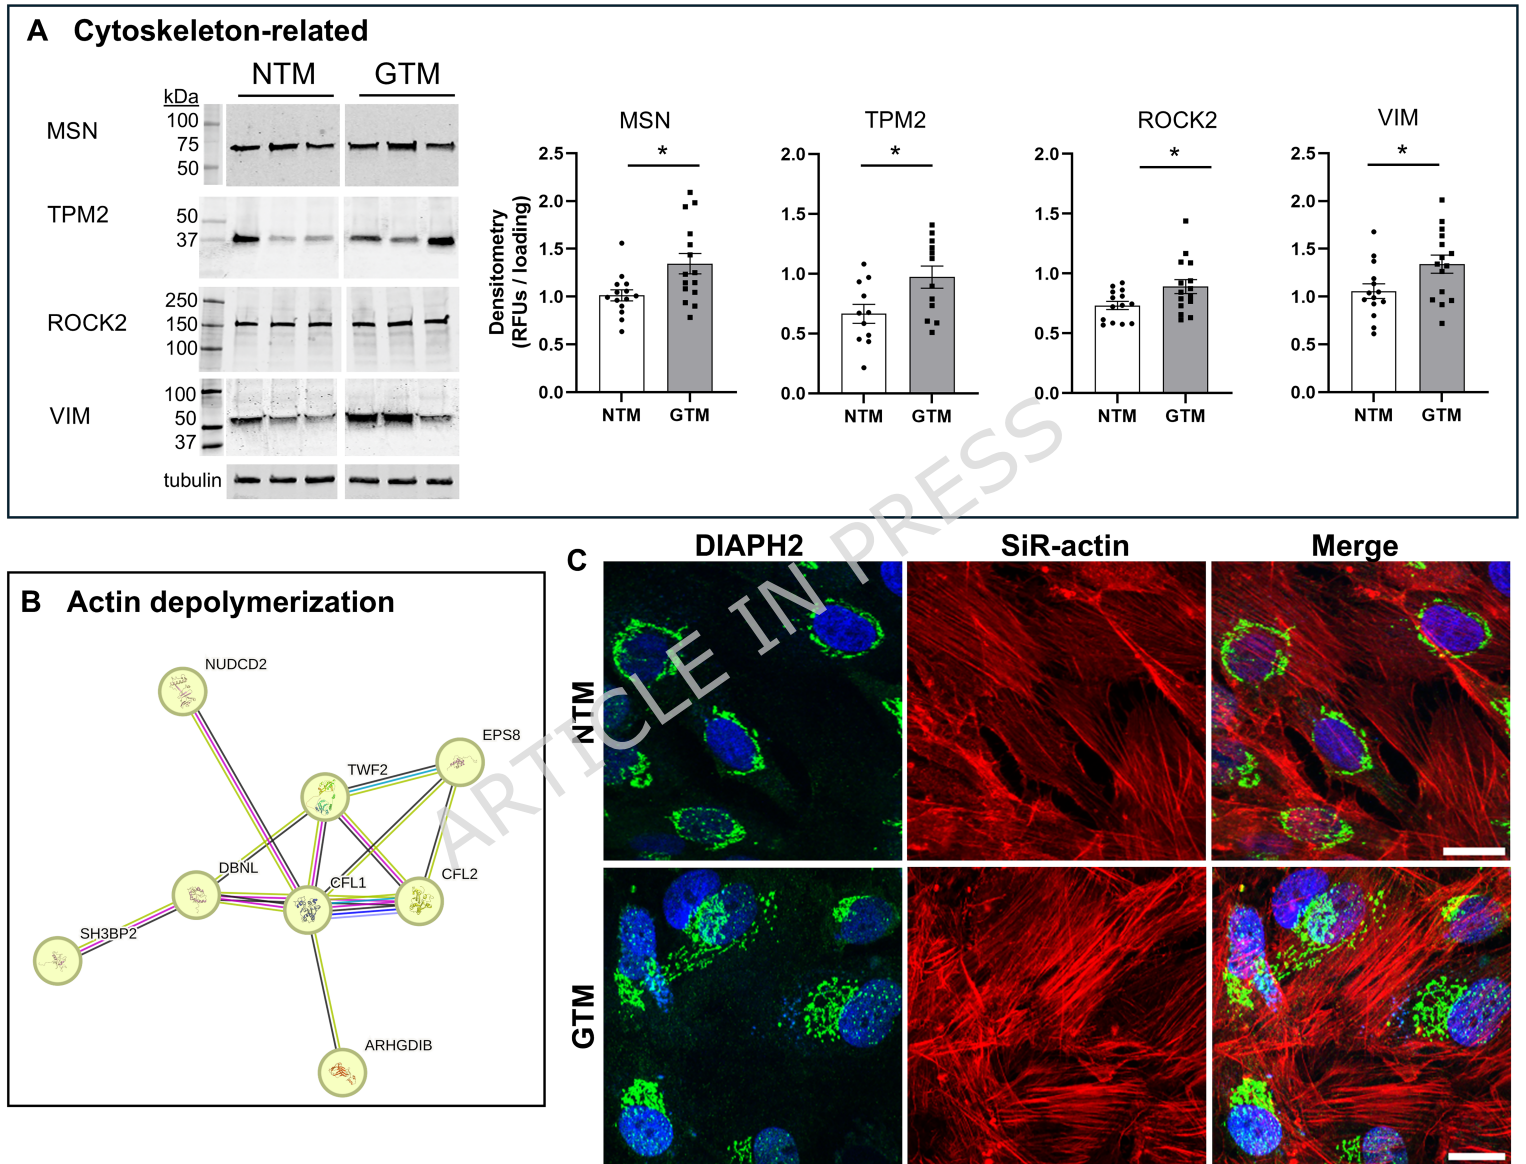 A Cytoskeleton-related
NTM GTM
kDa
MSN
100
75
50
TPM2
50
37
ROCK2
250
150
100
VIM
100
50
37
tubulin
Densitometry
(RFUs / loading)
MSN
*
2.5
2.0
1.5
1.0
0.5
0.0
NTM GTM
TPM2
*
2.0
1.5
1.0
0.5
0.0
NTM GTM
ROCK2
*
2.0
1.5
1.0
0.5
0.0
NTM GTM
VIM
*
2.5
2.0
1.5
1.0
0.5
0.0
NTM GTM
B Actin depolymerization
NUDCD2
EPS8
TWF2
DBNL
CFL1
CFL2
SH3BP2
ARHGDIB
C
DIAPH2 SiR-actin Merge
NTM
GTM
ARTICLE IN PRESS